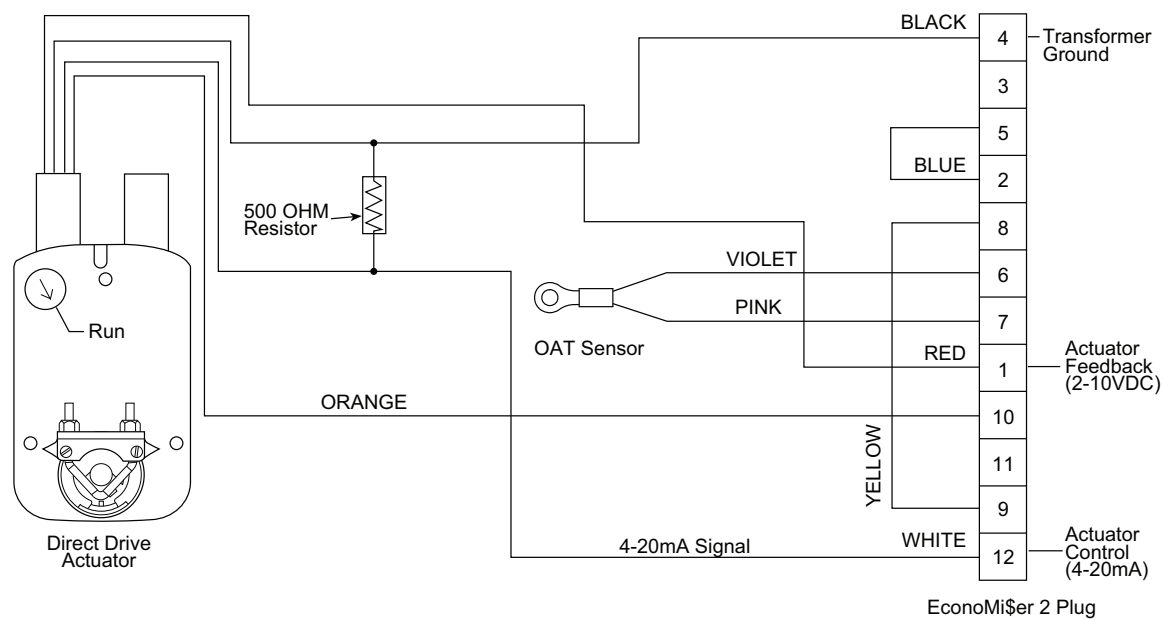 BLACK
4
Transformer
Ground
3
5
BLUE
2
500 OHM
Resistor
8
VIOLET
6
PINK
7
OAT Sensor
Run
RED
1
Actuator
Feedback
(2-10VDC)
ORANGE
10
YELLOW
11
9
Direct Drive
Actuator
4-20mA Signal
WHITE
12
Actuator
Control
(4-20mA)
EconoMi$er 2 Plug